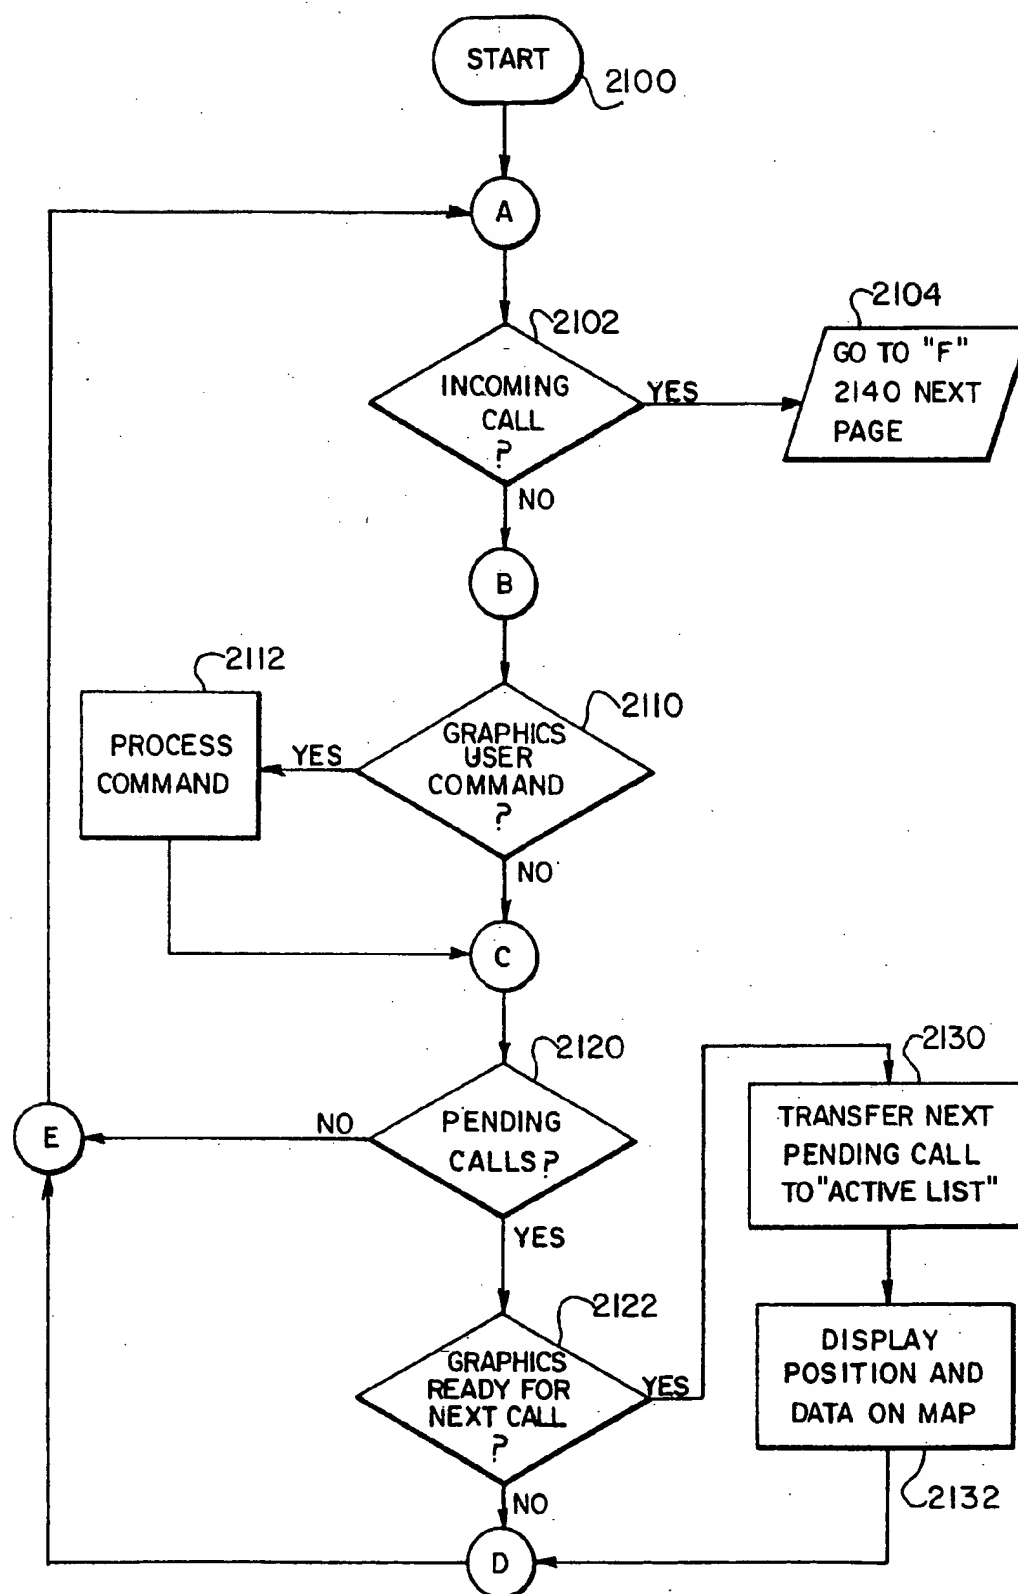 START
2100
A
2102
INCOMING
CALL
?
YES
2104
GO TO "F"
2140 NEXT
PAGE
NO
B
2112
PROCESS
COMMAND
YES
2110
GRAPHICS
USER
COMMAND
?
NO
C
2120
PENDING
CALLS?
NO
E
YES
2130
TRANSFER NEXT
PENDING CALL
TO "ACTIVE LIST"
2122
GRAPHICS
READY FOR
NEXT CALL
?
YES
DISPLAY
POSITION AND
DATA ON MAP
2132
NO
D